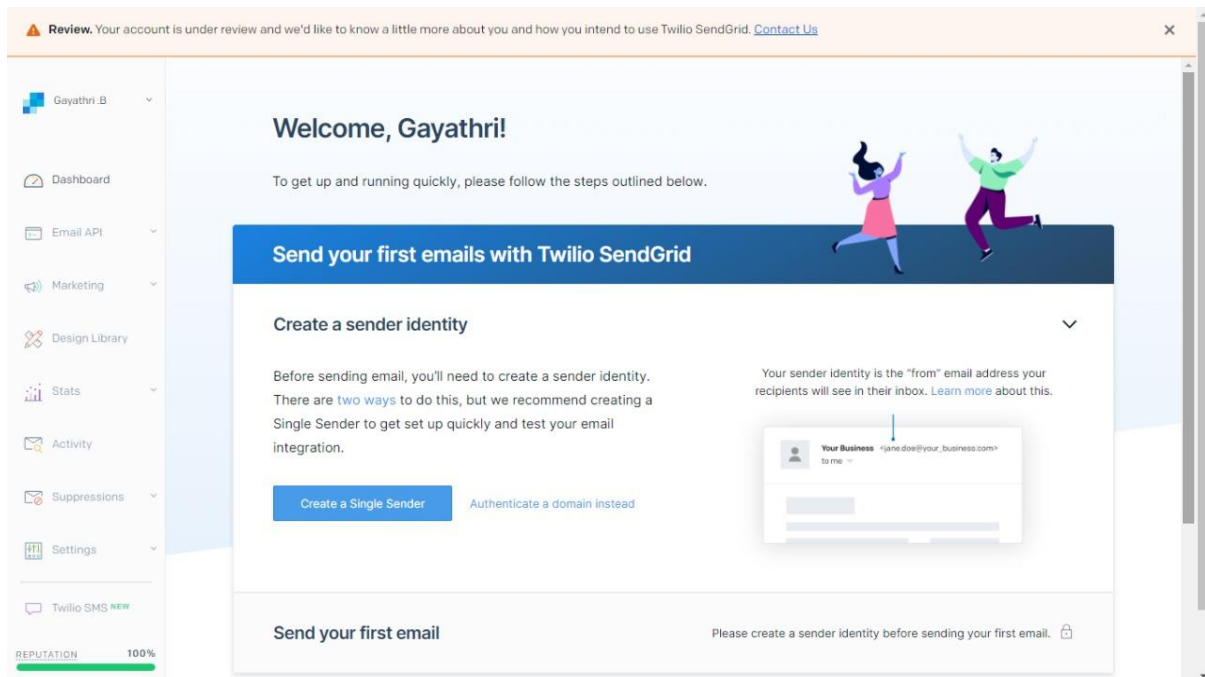 Review. Your account is under review and we'd like to know a little more about you and how you intend to use Twilio SendGrid. Contact Us
Gayathri .B
Dashboard
Email API
Marketing
Design Library
Stats
Activity
Suppressions
Settings
Twilio SMS NEW
REPUTATION 100%
Welcome, Gayathri!
To get up and running quickly, please follow the steps outlined below.
Send your first emails with Twilio SendGrid
Create a sender identity
Before sending email, you'll need to create a sender identity.
There are two ways to do this, but we recommend creating a
Single Sender to get set up quickly and test your email
integration.
Create a Single Sender
Authenticate a domain instead
Your sender identity is the "from" email address your
recipients will see in their inbox. Learn more about this.
Your Business <jane.doe@your_business.com>
to me
Send your first email
Please create a sender identity before sending your first email.